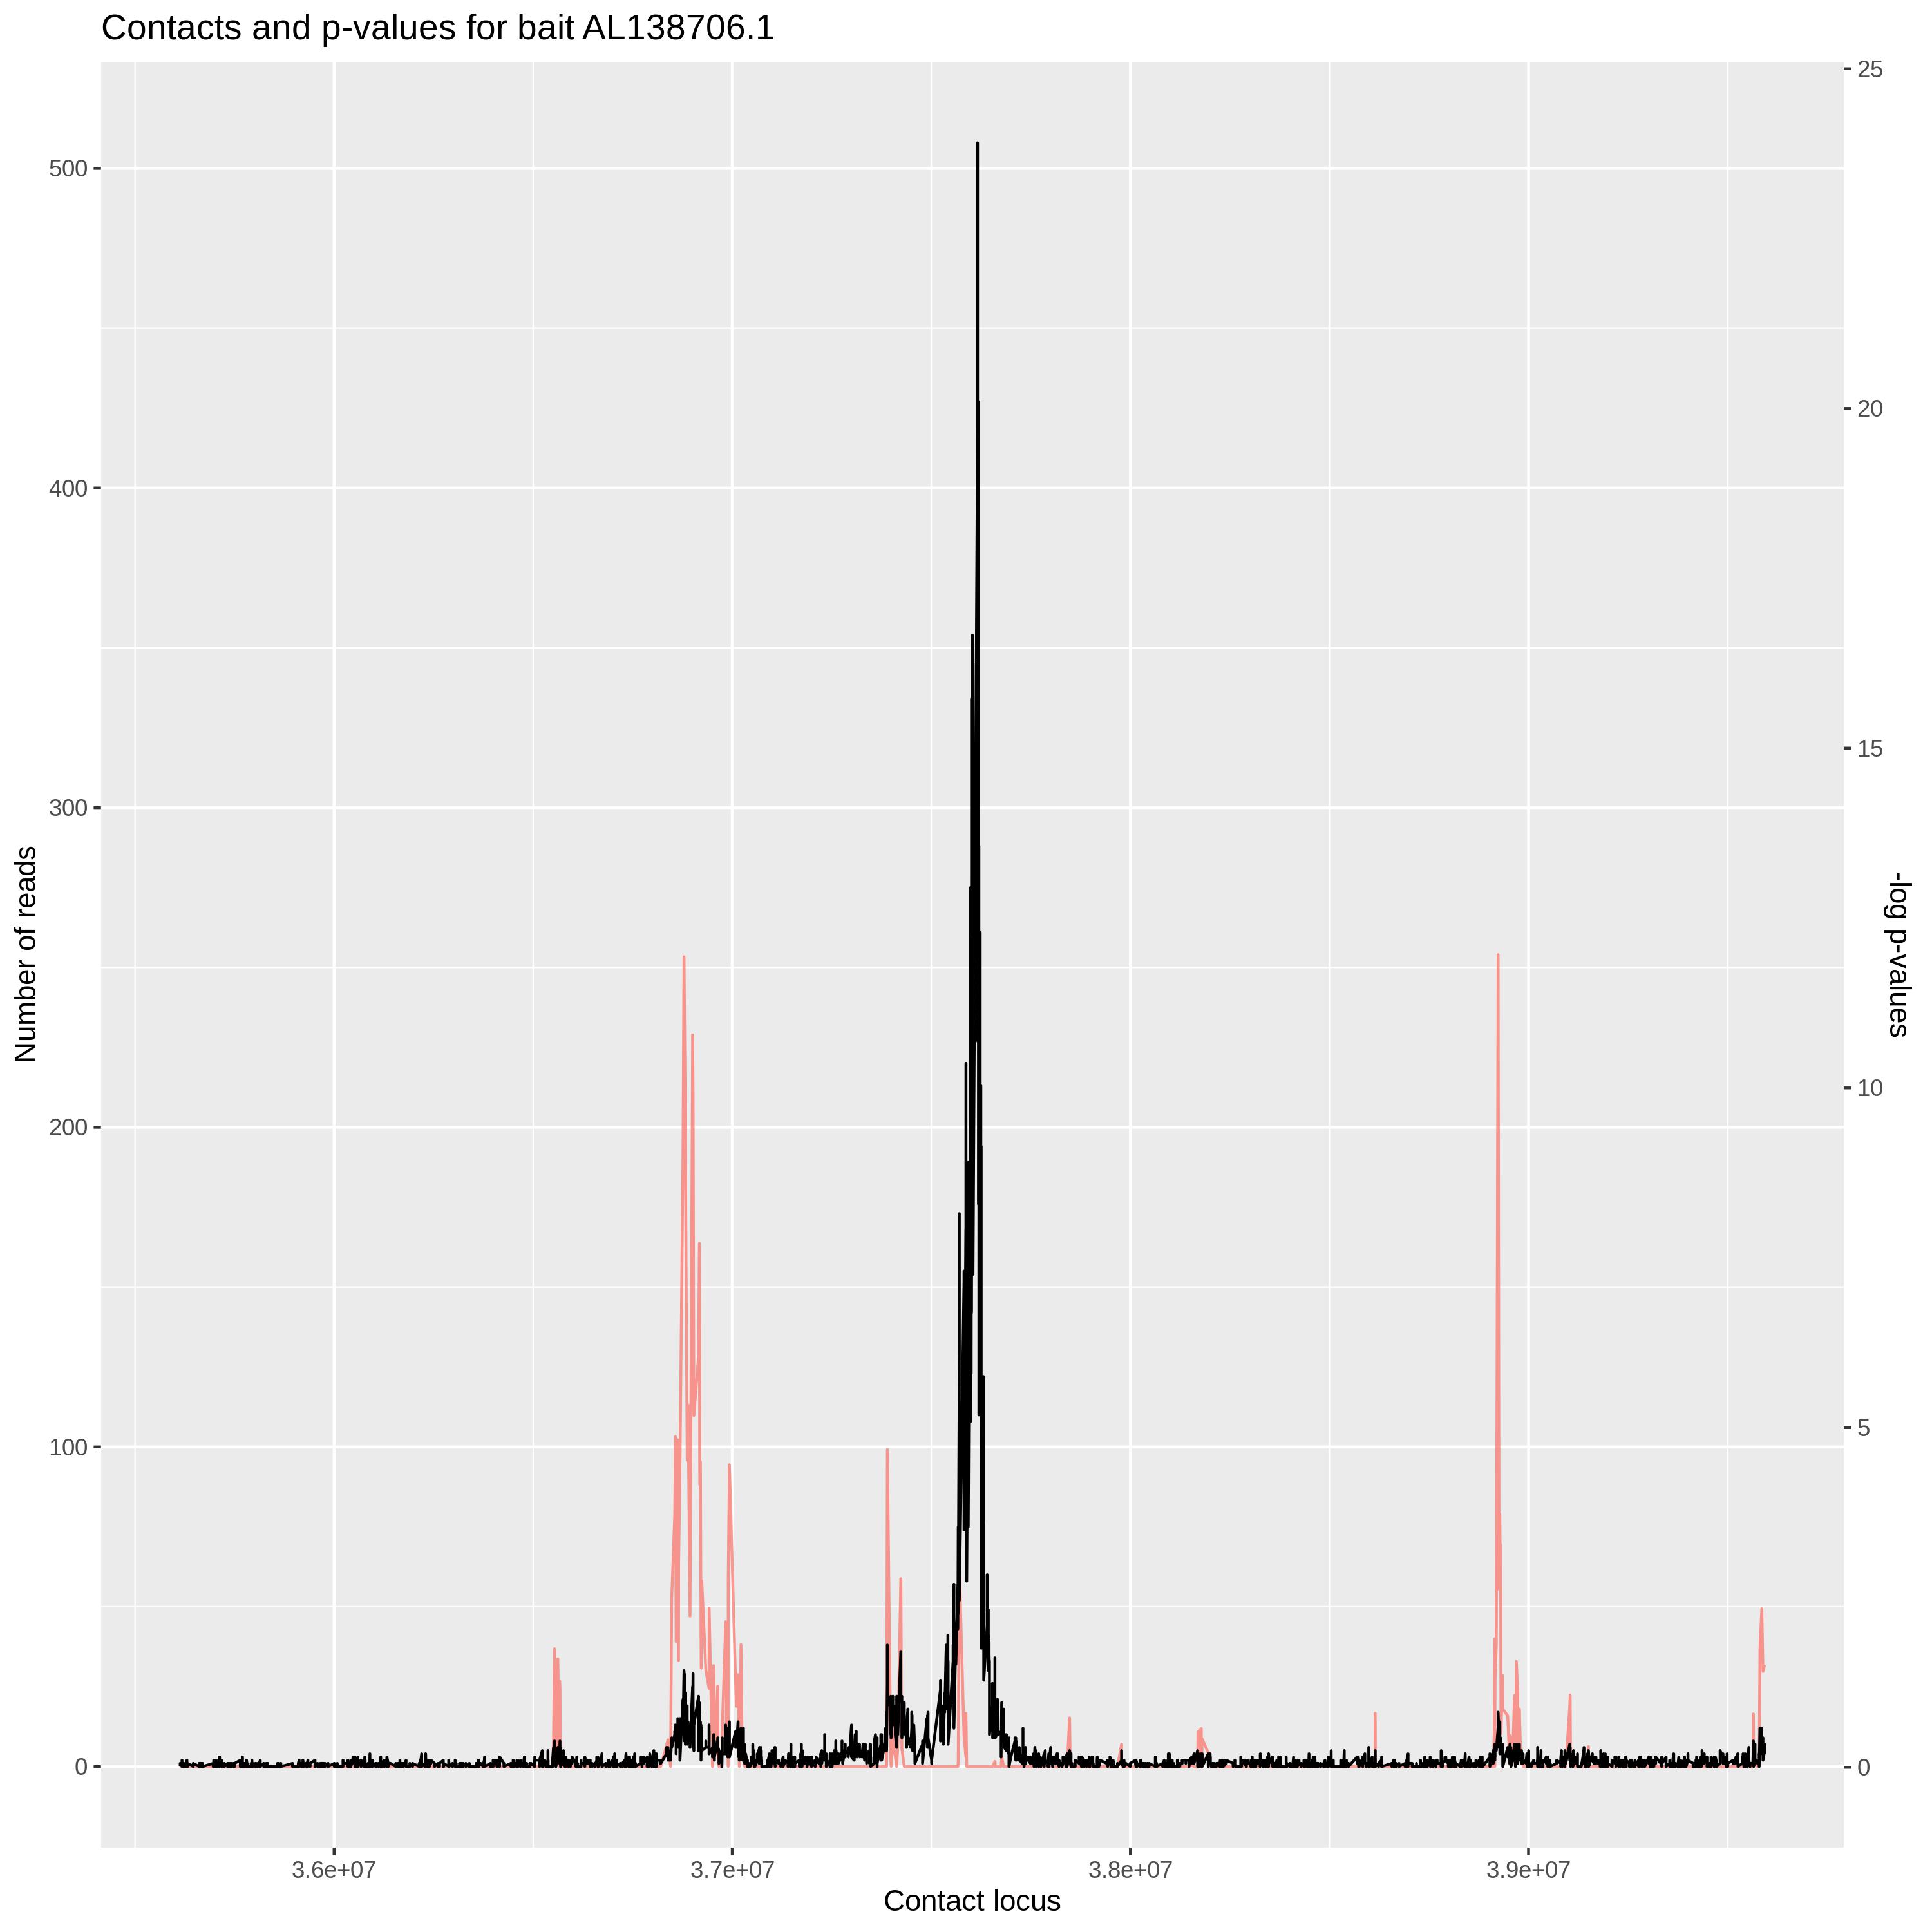 Contacts and p-values for bait AL138706.1
500
400
300
200
100
0
Number of reads
25
20
15
10
5
0
-log p-values
3.6e+07
3.7e+07
3.8e+07
3.9e+07
Contact locus